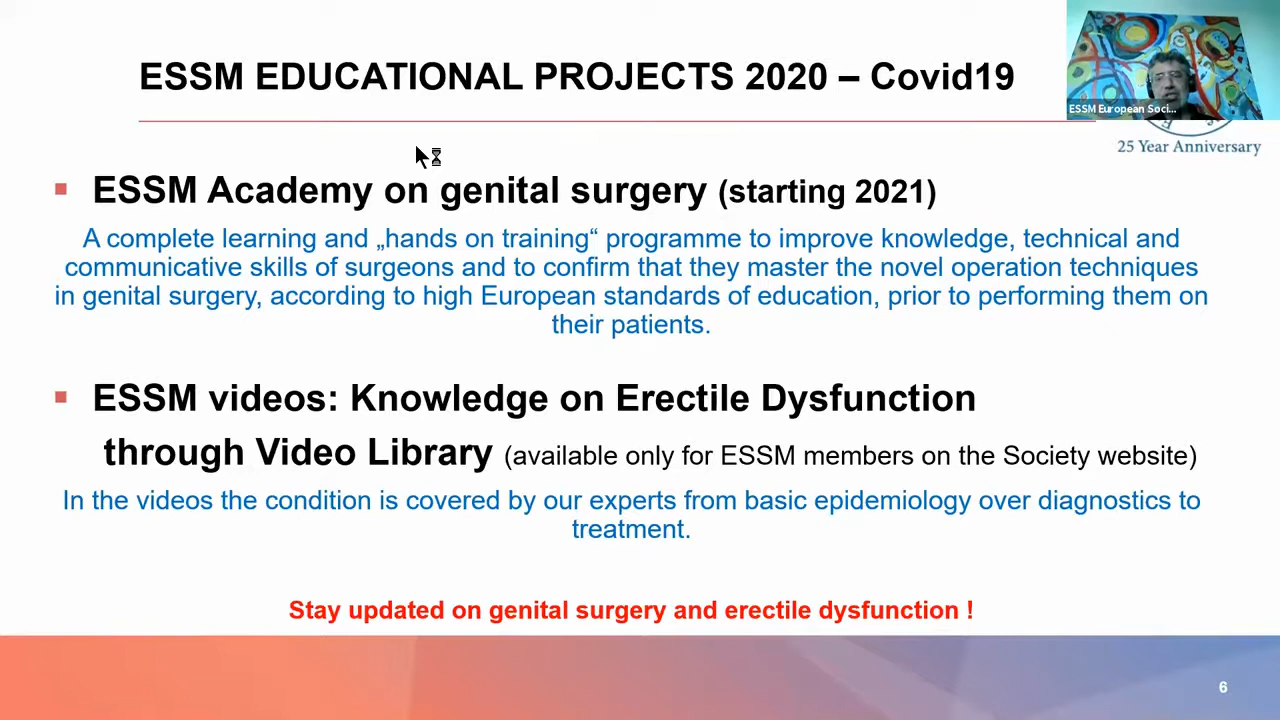 ESSM EDUCATIONAL PROJECTS 2020 – Covid19
ESSM European Soci...
25 Year Anniversary
ESSM Academy on genital surgery (starting 2021)
A complete learning and „hands on training“ programme to improve knowledge, technical and
communicative skills of surgeons and to confirm that they master the novel operation techniques
in genital surgery, according to high European standards of education, prior to performing them on
their patients.
ESSM videos: Knowledge on Erectile Dysfunction
through Video Library (available only for ESSM members on the Society website)
In the videos the condition is covered by our experts from basic epidemiology over diagnostics to
treatment.
Stay updated on genital surgery and erectile dysfunction !
6